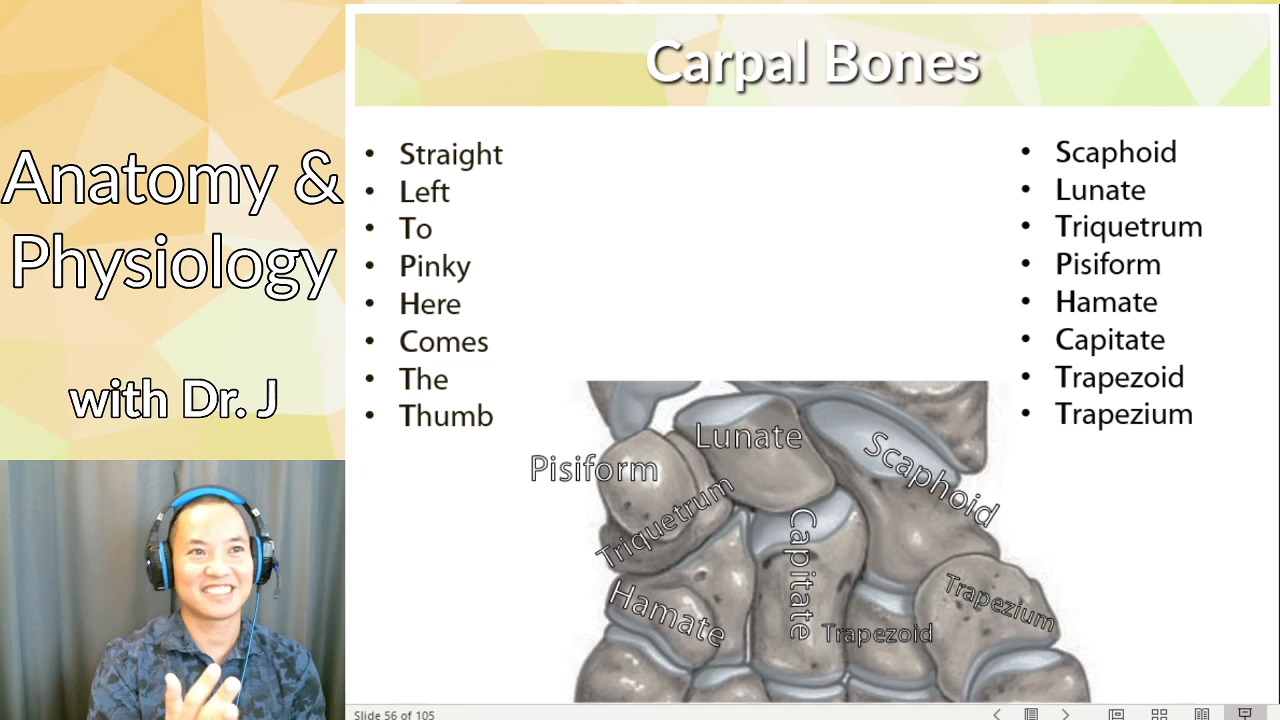 Anatomy &
Physiology
with Dr. J
Carpal Bones
• Straight
• Left
• To
• Pinky
• Here
• Comes
• The
• Thumb
• Scaphoid
• Lunate
• Triquetrum
• Pisiform
• Hamate
• Capitate
• Trapezoid
• Trapezium
Lunate
Scaphoid
Pisiform
Triquetrum
Capitate
Hamate
Trapezoid
Trapezium
Slide 56 of 105